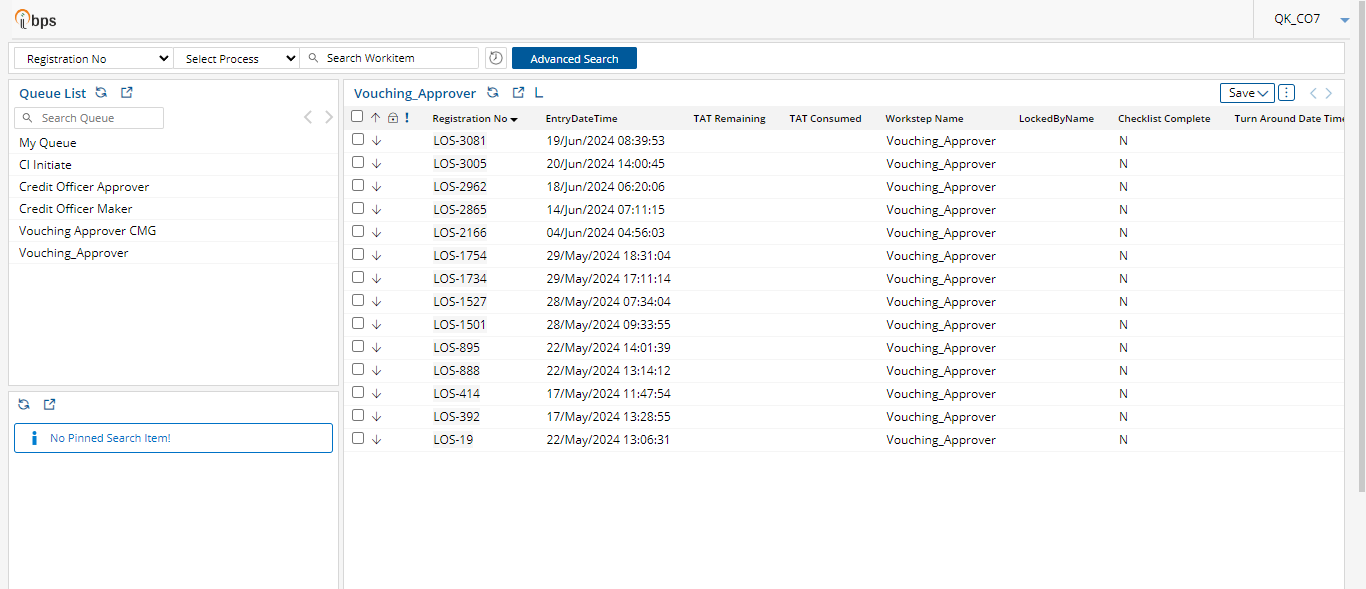 ibps
QK_CO7
Registration No Select Process Search Workitem Advanced Search
Queue List
Search Queue
My Queue
CI Initiate
Credit Officer Approver
Credit Officer Maker
Vouching Approver CMG
Vouching_Approver
No Pinned Search Item!
Vouching_Approver L Save
! Registration No EntryDateTime TAT Remaining TAT Consumed Workstep Name LockedByName Checklist Complete Turn Around Date Time
LOS-3081 19/Jun/2024 08:39:53 Vouching_Approver N
LOS-3005 20/Jun/2024 14:00:45 Vouching_Approver N
LOS-2962 18/Jun/2024 06:20:06 Vouching_Approver N
LOS-2865 14/Jun/2024 07:11:15 Vouching_Approver N
LOS-2166 04/Jun/2024 04:56:03 Vouching_Approver N
LOS-1754 29/May/2024 18:31:04 Vouching_Approver N
LOS-1734 29/May/2024 17:11:14 Vouching_Approver N
LOS-1527 28/May/2024 07:34:04 Vouching_Approver N
LOS-1501 28/May/2024 09:33:55 Vouching_Approver N
LOS-895 22/May/2024 14:01:39 Vouching_Approver N
LOS-888 22/May/2024 13:14:12 Vouching_Approver N
LOS-414 17/May/2024 11:47:54 Vouching_Approver N
LOS-392 17/May/2024 13:28:55 Vouching_Approver N
LOS-19 22/May/2024 13:06:31 Vouching_Approver N